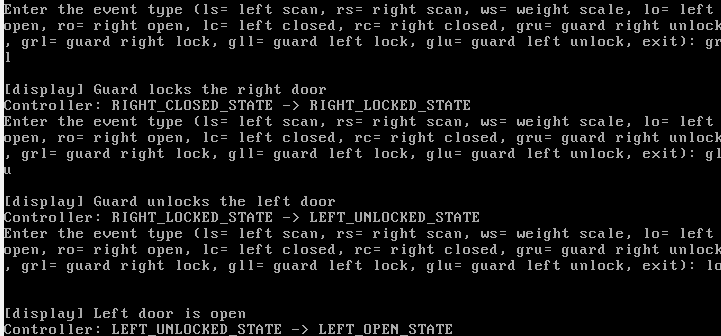 Enter the event type (ls= left scan, rs= right scan, ws= weight scale, lo= left
open, ro= right open, lc= left closed, rc= right closed, gru= guard right unlock
, grl= guard right lock, gll= guard left lock, glu= guard left unlock, exit): gr
l
[display] Guard locks the right door
Controller: RIGHT_CLOSED_STATE -> RIGHT_LOCKED_STATE
Enter the event type (ls= left scan, rs= right scan, ws= weight scale, lo= left
open, ro= right open, lc= left closed, rc= right closed, gru= guard right unlock
, grl= guard right lock, gll= guard left lock, glu= guard left unlock, exit): gl
u
[display] Guard unlocks the left door
Controller: RIGHT_LOCKED_STATE -> LEFT_UNLOCKED_STATE
Enter the event type (ls= left scan, rs= right scan, ws= weight scale, lo= left
open, ro= right open, lc= left closed, rc= right closed, gru= guard right unlock
, grl= guard right lock, gll= guard left lock, glu= guard left unlock, exit): lo
[display] Left door is open
Controller: LEFT_UNLOCKED_STATE -> LEFT_OPEN_STATE